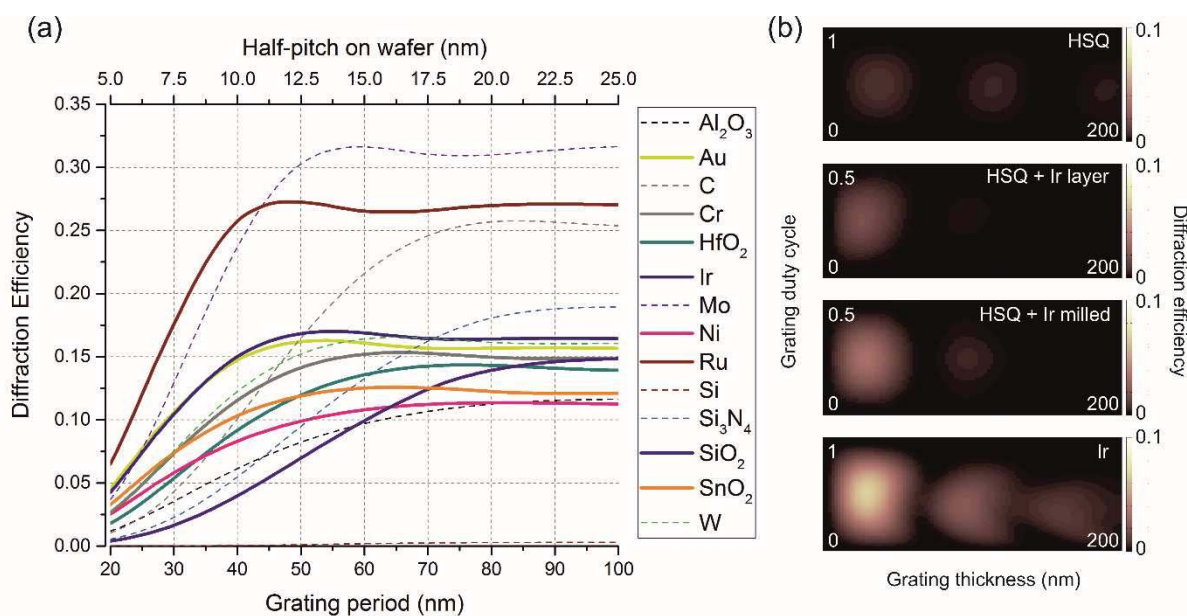 (a)
Half-pitch on wafer (nm)
5.0 7.5 10.0 12.5 15.0 17.5 20.0 22.5 25.0
Diffraction Efficiency
0.35
0.30
0.25
0.20
0.15
0.10
0.05
0.00
20 30 40 50 60 70 80 90 100
Grating period (nm)
Al₂O₃
Au
C
Cr
HfO₂
Ir
Mo
Ni
Ru
Si
Si₃N₄
SiO₂
SnO₂
W
(b)
Grating duty cycle
1 HSQ 0.1
0 200 0
0.5 HSQ + Ir layer 0.1
0 200 0
0.5 HSQ + Ir milled 0.1
0 200 0
1 Ir 0.1
0 200 0
Grating thickness (nm)
Diffraction efficiency